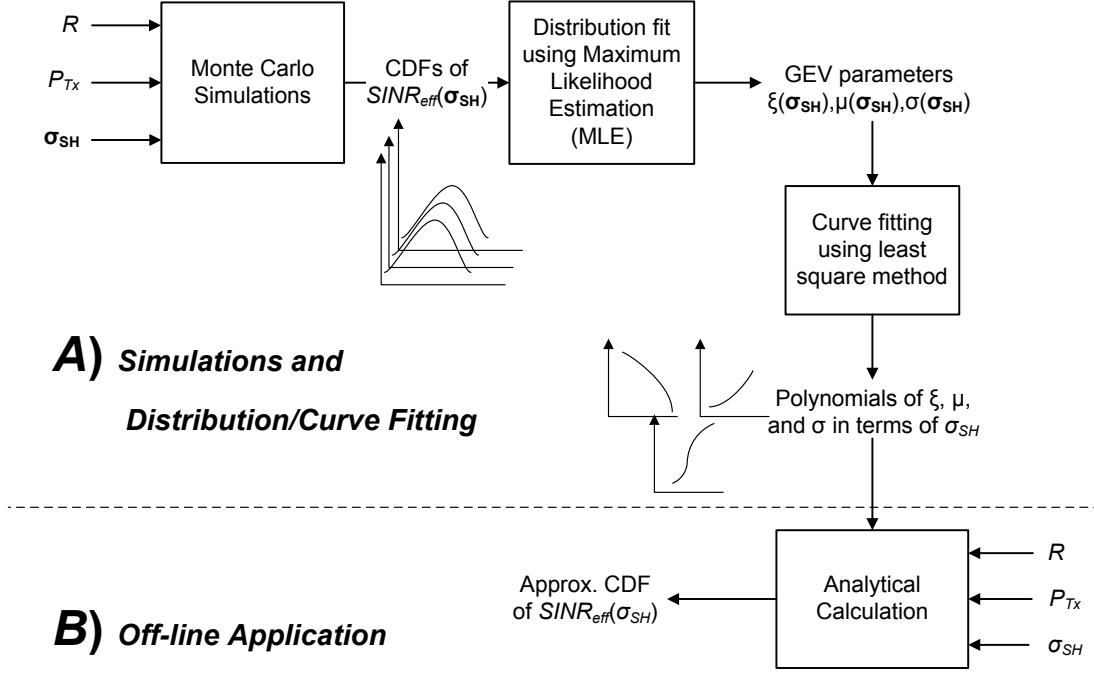 R
P_Tx
σ_SH
Monte Carlo
Simulations
CDFs of
SINR_eff(σ_SH)
Distribution fit
using Maximum
Likelihood
Estimation
(MLE)
GEV parameters
ξ(σ_SH),μ(σ_SH),σ(σ_SH)
Curve fitting
using least
square method
A) Simulations and
Distribution/Curve Fitting
Polynomials of ξ, μ,
and σ in terms of σ_SH
B) Off-line Application
Approx. CDF
of SINR_eff(σ_SH)
Analytical
Calculation
R
P_Tx
σ_SH